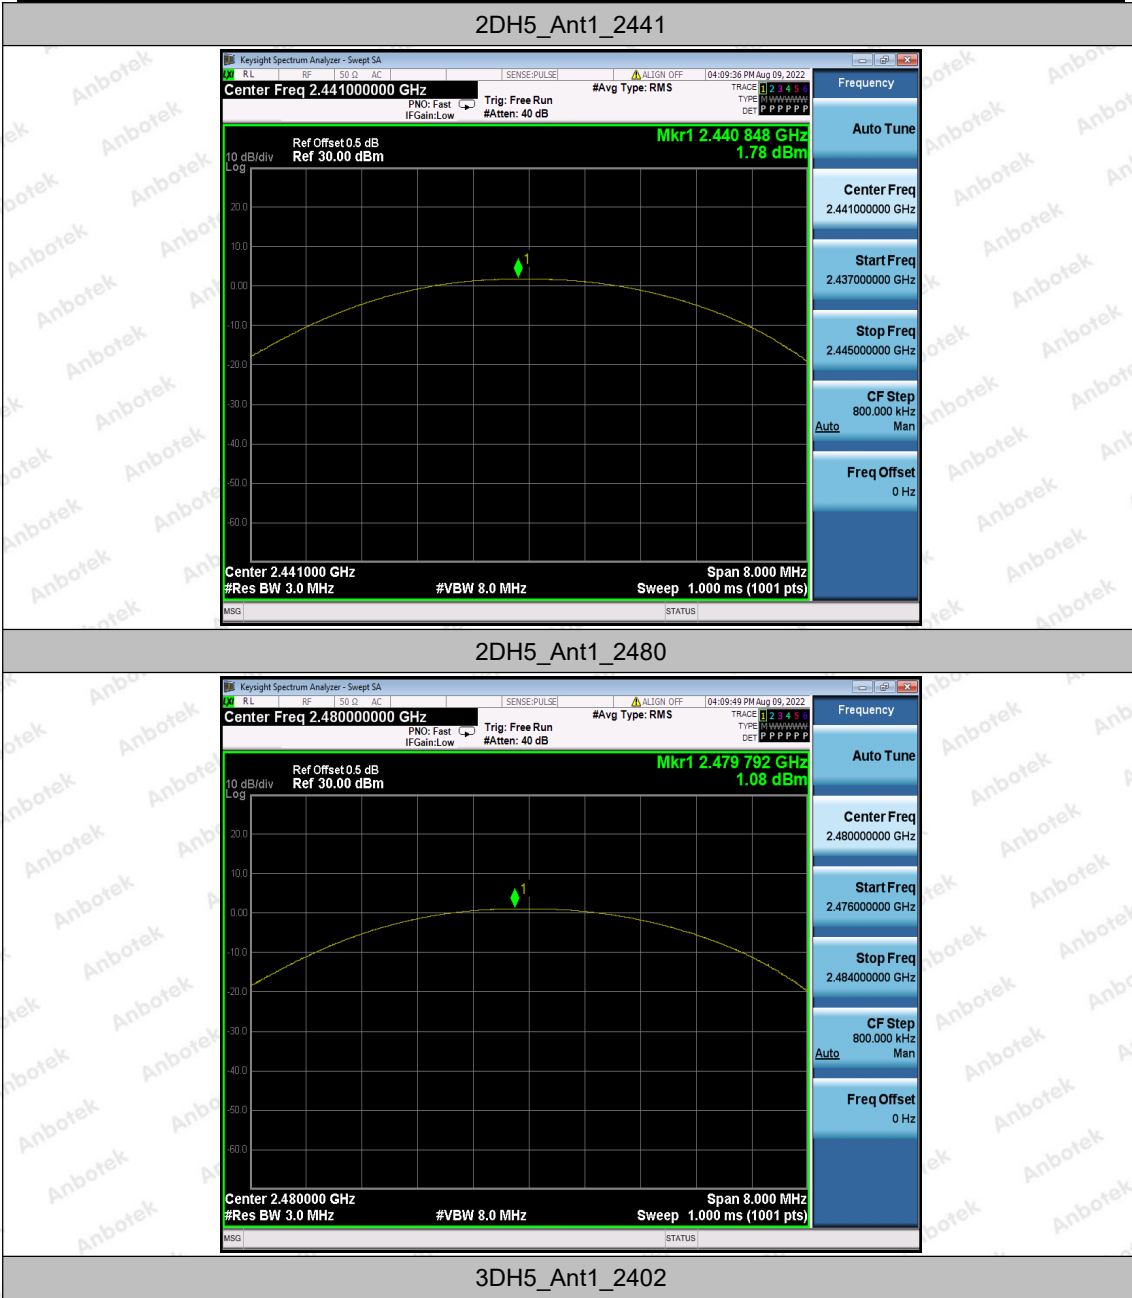 2DH5_Ant1_2441
Keysight Spectrum Analyzer - Swept SA
LXI RL RF 50 Ω AC SENSE:PULSE ALIGN OFF 04:09:36 PM Aug 09, 2022
Center Freq 2.441000000 GHz
PNO: Fast
IFGain:Low
Trig: Free Run
#Atten: 40 dB
#Avg Type: RMS
TRACE 1 2 3 4 5 6
TYPE M WWWWW
DET P P P P P P
Ref Offset 0.5 dB
10 dB/div Ref 30.00 dBm
Log
Mkr1 2.440 848 GHz
1.78 dBm
1
20.0
10.0
0.00
-10.0
-20.0
-30.0
-40.0
-50.0
-60.0
Center 2.441000 GHz
Span 8.000 MHz
#Res BW 3.0 MHz
#VBW 8.0 MHz
Sweep 1.000 ms (1001 pts)
MSG
STATUS
Frequency
Auto Tune
Center Freq
2.441000000 GHz
Start Freq
2.437000000 GHz
Stop Freq
2.445000000 GHz
CF Step
800.000 kHz
Auto Man
Freq Offset
0 Hz
2DH5_Ant1_2480
Keysight Spectrum Analyzer - Swept SA
LXI RL RF 50 Ω AC SENSE:PULSE ALIGN OFF 04:09:49 PM Aug 09, 2022
Center Freq 2.480000000 GHz
PNO: Fast
IFGain:Low
Trig: Free Run
#Atten: 40 dB
#Avg Type: RMS
TRACE 1 2 3 4 5 6
TYPE M WWWWW
DET P P P P P P
Ref Offset 0.5 dB
10 dB/div Ref 30.00 dBm
Log
Mkr1 2.479 792 GHz
1.08 dBm
1
20.0
10.0
0.00
-10.0
-20.0
-30.0
-40.0
-50.0
-60.0
Center 2.480000 GHz
Span 8.000 MHz
#Res BW 3.0 MHz
#VBW 8.0 MHz
Sweep 1.000 ms (1001 pts)
MSG
STATUS
Frequency
Auto Tune
Center Freq
2.480000000 GHz
Start Freq
2.476000000 GHz
Stop Freq
2.484000000 GHz
CF Step
800.000 kHz
Auto Man
Freq Offset
0 Hz
3DH5_Ant1_2402
Anbotek